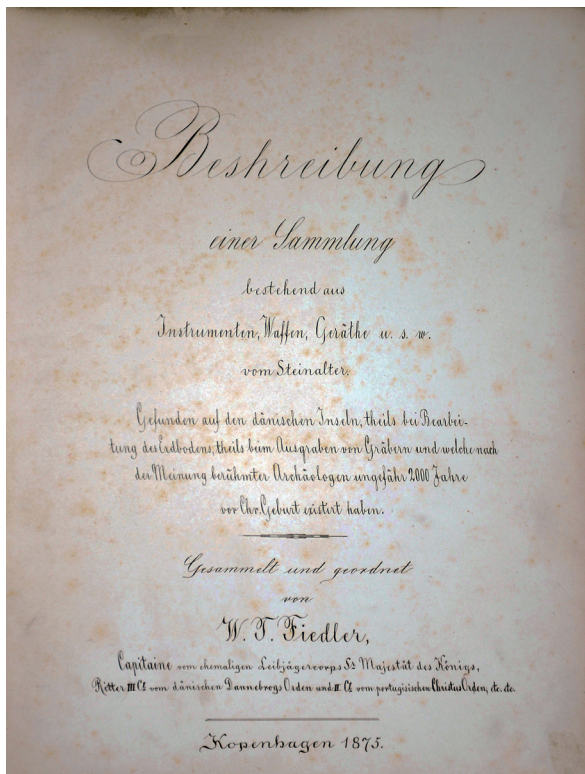 Beshreibung
einer Sammlung
bestehend aus
Instrumenten, Waffen, Geräthe u. s. w.
vom Steinalter.
Gefunden auf den dänischen Inseln, theils bei Bearbei-
tung des Erdbodens, theils beim Ausgraben von Gräbern und welche nach
der Meinung berühmter Archäologen ungefähr 2000 Jahre
vor Chr. Geburt existirt haben.
Gesammelt und geordnet
von
W. T. Fiedler,
Capitaine vom ehemaligen Leibjägercorps Sr Majestät des Königs,
Ritter III Cl vom dänischen Dannebrogs Orden und II Cl vom portugisischen Christus Orden, etc. etc.
Kopenhagen 1875.